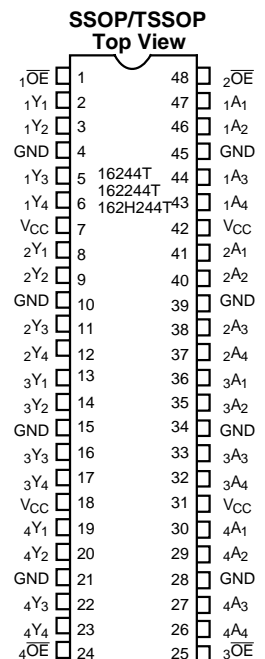 SSOP/TSSOP
Top View
1OE 1 48 2OE
1Y1 2 47 1A1
1Y2 3 46 1A2
GND 4 45 GND
1Y3 5 16244T 44 1A3
1Y4 6 162244T 43 1A4
162H244T
VCC 7 42 VCC
2Y1 8 41 2A1
2Y2 9 40 2A2
GND 10 39 GND
2Y3 11 38 2A3
2Y4 12 37 2A4
3Y1 13 36 3A1
3Y2 14 35 3A2
GND 15 34 GND
3Y3 16 33 3A3
3Y4 17 32 3A4
VCC 18 31 VCC
4Y1 19 30 4A1
4Y2 20 29 4A2
GND 21 28 GND
4Y3 22 27 4A3
4Y4 23 26 4A4
4OE 24 25 3OE